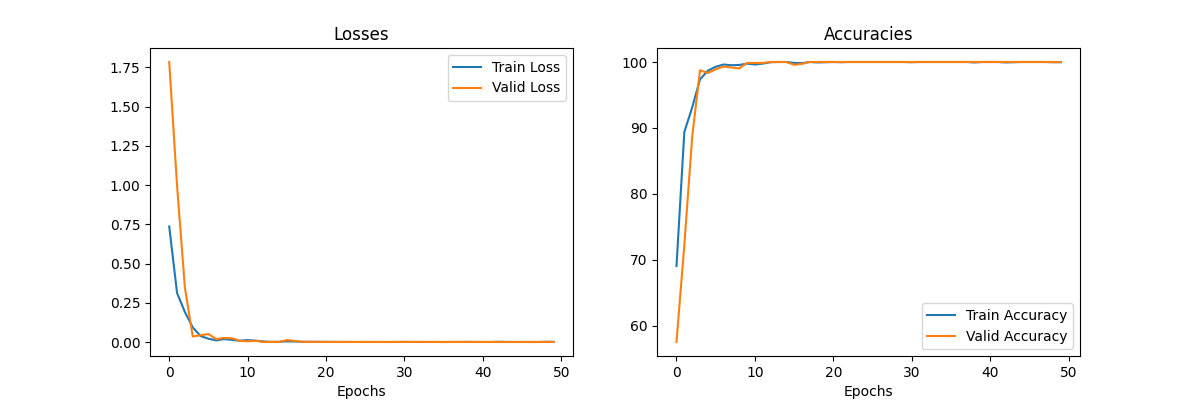 Losses
1.75
1.50
1.25
1.00
0.75
0.50
0.25
0.00
0 10 20 30 40 50
Epochs
Train Loss
Valid Loss
Accuracies
100
90
80
70
60
0 10 20 30 40 50
Epochs
Train Accuracy
Valid Accuracy